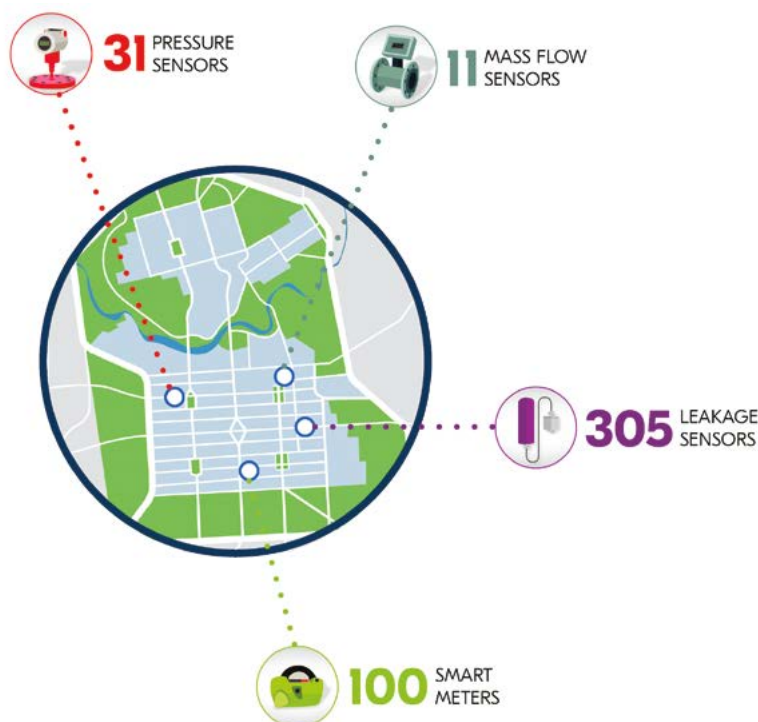 31 PRESSURE
SENSORS
11 MASS FLOW
SENSORS
305 LEAKAGE
SENSORS
100 SMART
METERS